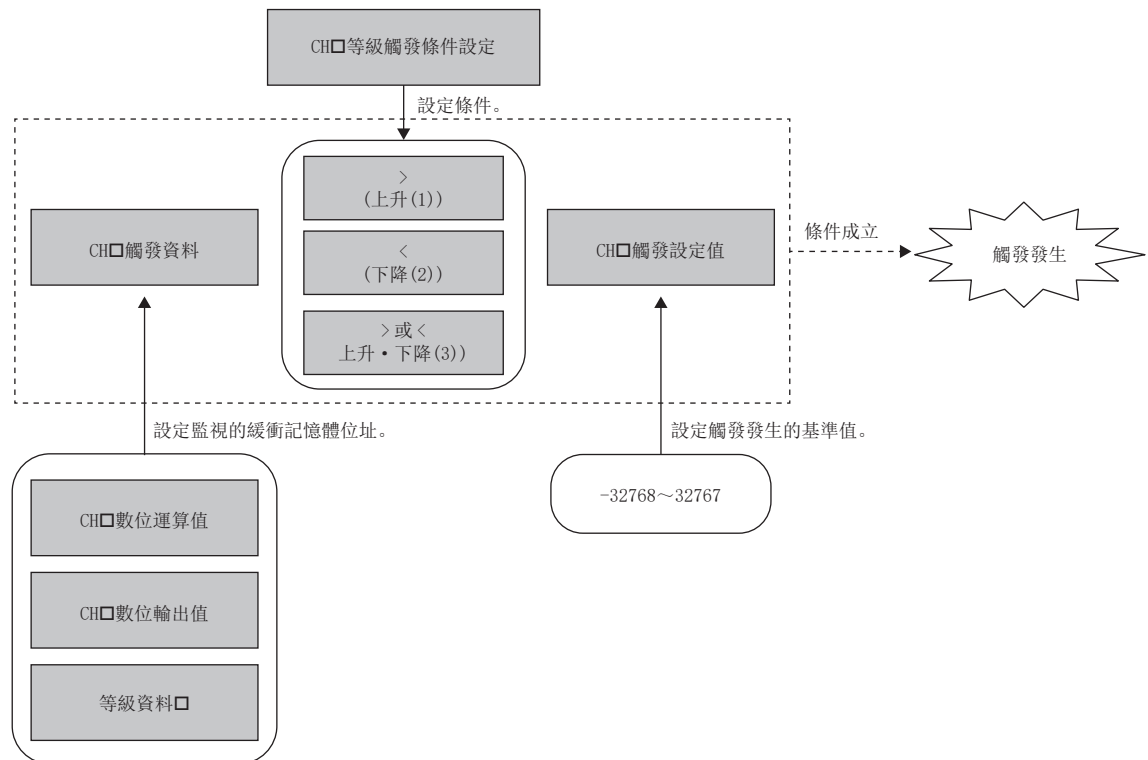 CH□等級觸發條件設定
設定條件。
>
(上升(1))
CH□觸發資料
<
(下降(2))
CH□觸發設定值
條件成立
觸發發生
>或<
上升・下降(3))
設定監視的緩衝記憶體位址。
設定觸發發生的基準值。
CH□數位運算值
-32768～32767
CH□數位輸出值
等級資料□